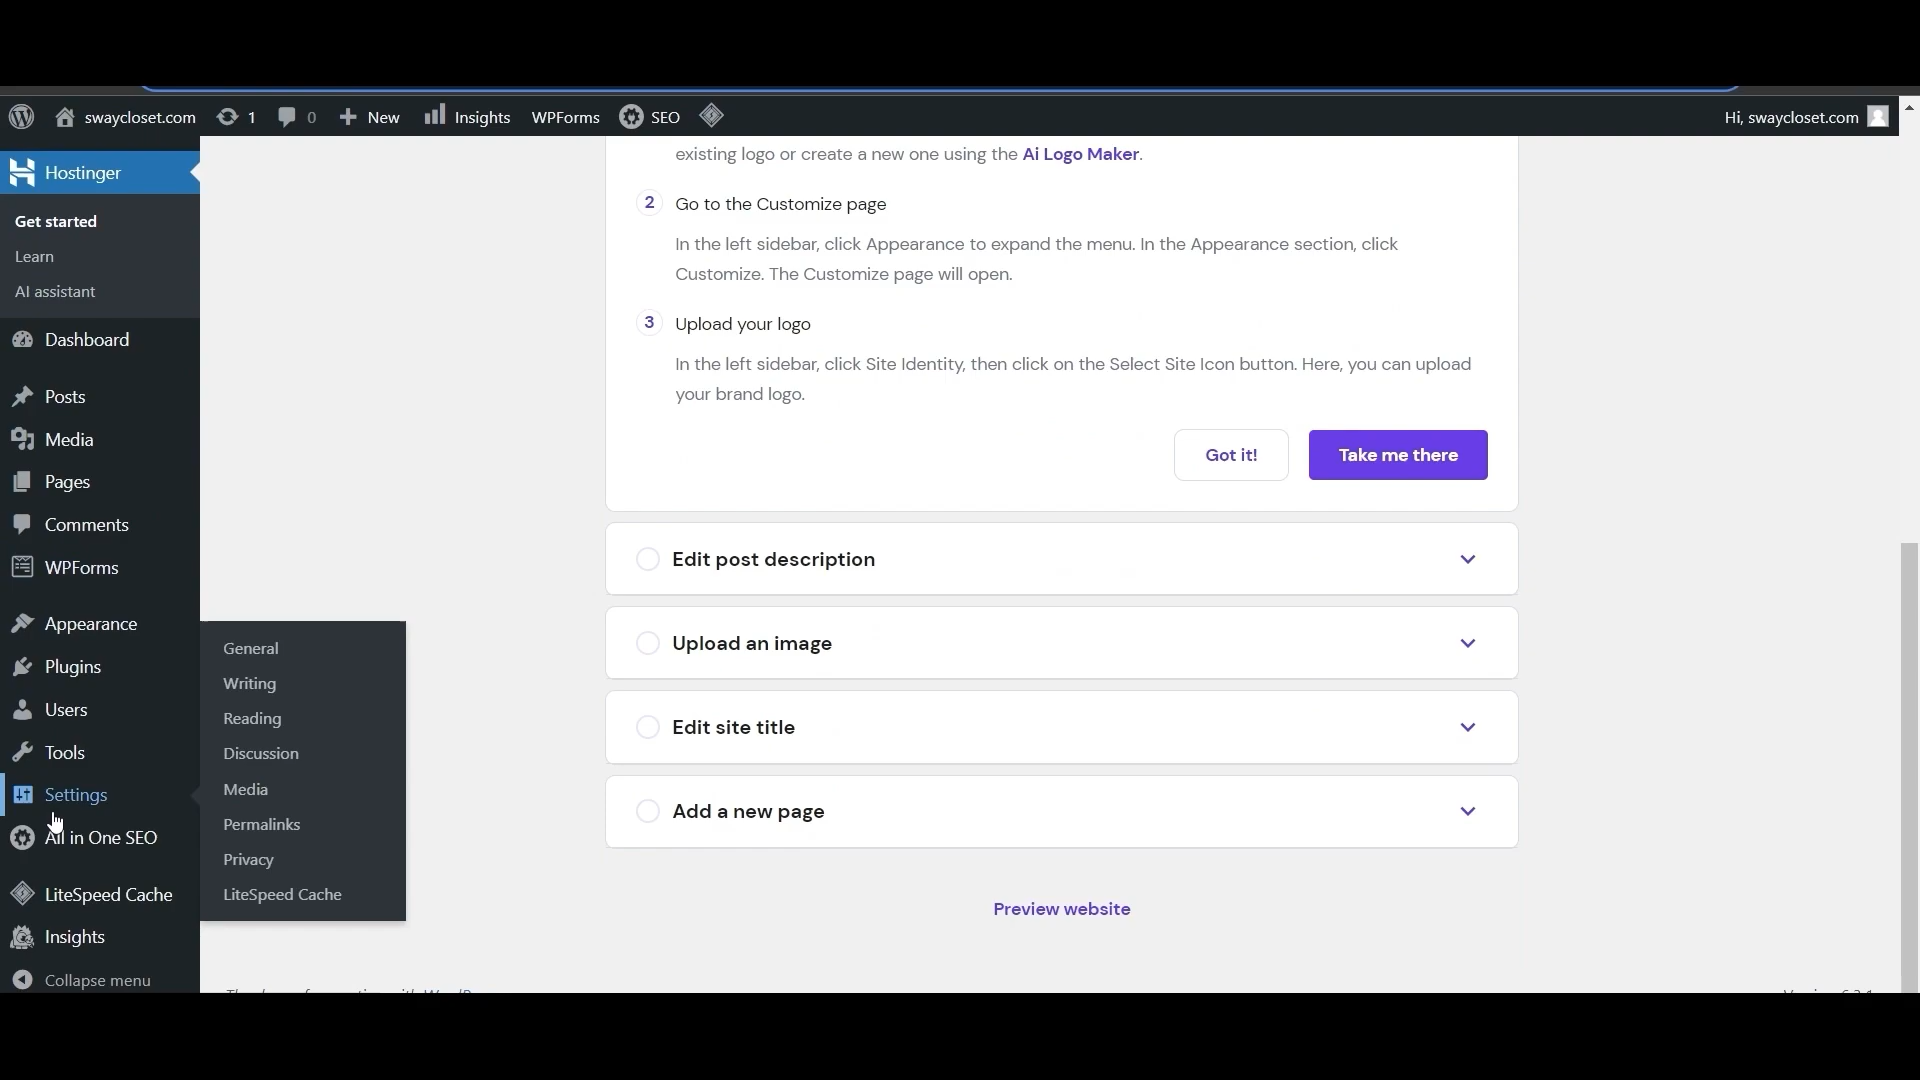 swaycloset.com 1 0 New Insights WPForms SEO Hi, swaycloset.com
Hostinger
Get started
Learn
AI assistant
Dashboard
Posts
Media
Pages
Comments
WPForms
Appearance
Plugins
Users
Tools
Settings
All in One SEO
LiteSpeed Cache
Insights
Collapse menu
General
Writing
Reading
Discussion
Media
Permalinks
Privacy
LiteSpeed Cache
existing logo or create a new one using the Ai Logo Maker.
2 Go to the Customize page
In the left sidebar, click Appearance to expand the menu. In the Appearance section, click
Customize. The Customize page will open.
3 Upload your logo
In the left sidebar, click Site Identity, then click on the Select Site Icon button. Here, you can upload
your brand logo.
Got it! Take me there
Edit post description
Upload an image
Edit site title
Add a new page
Preview website